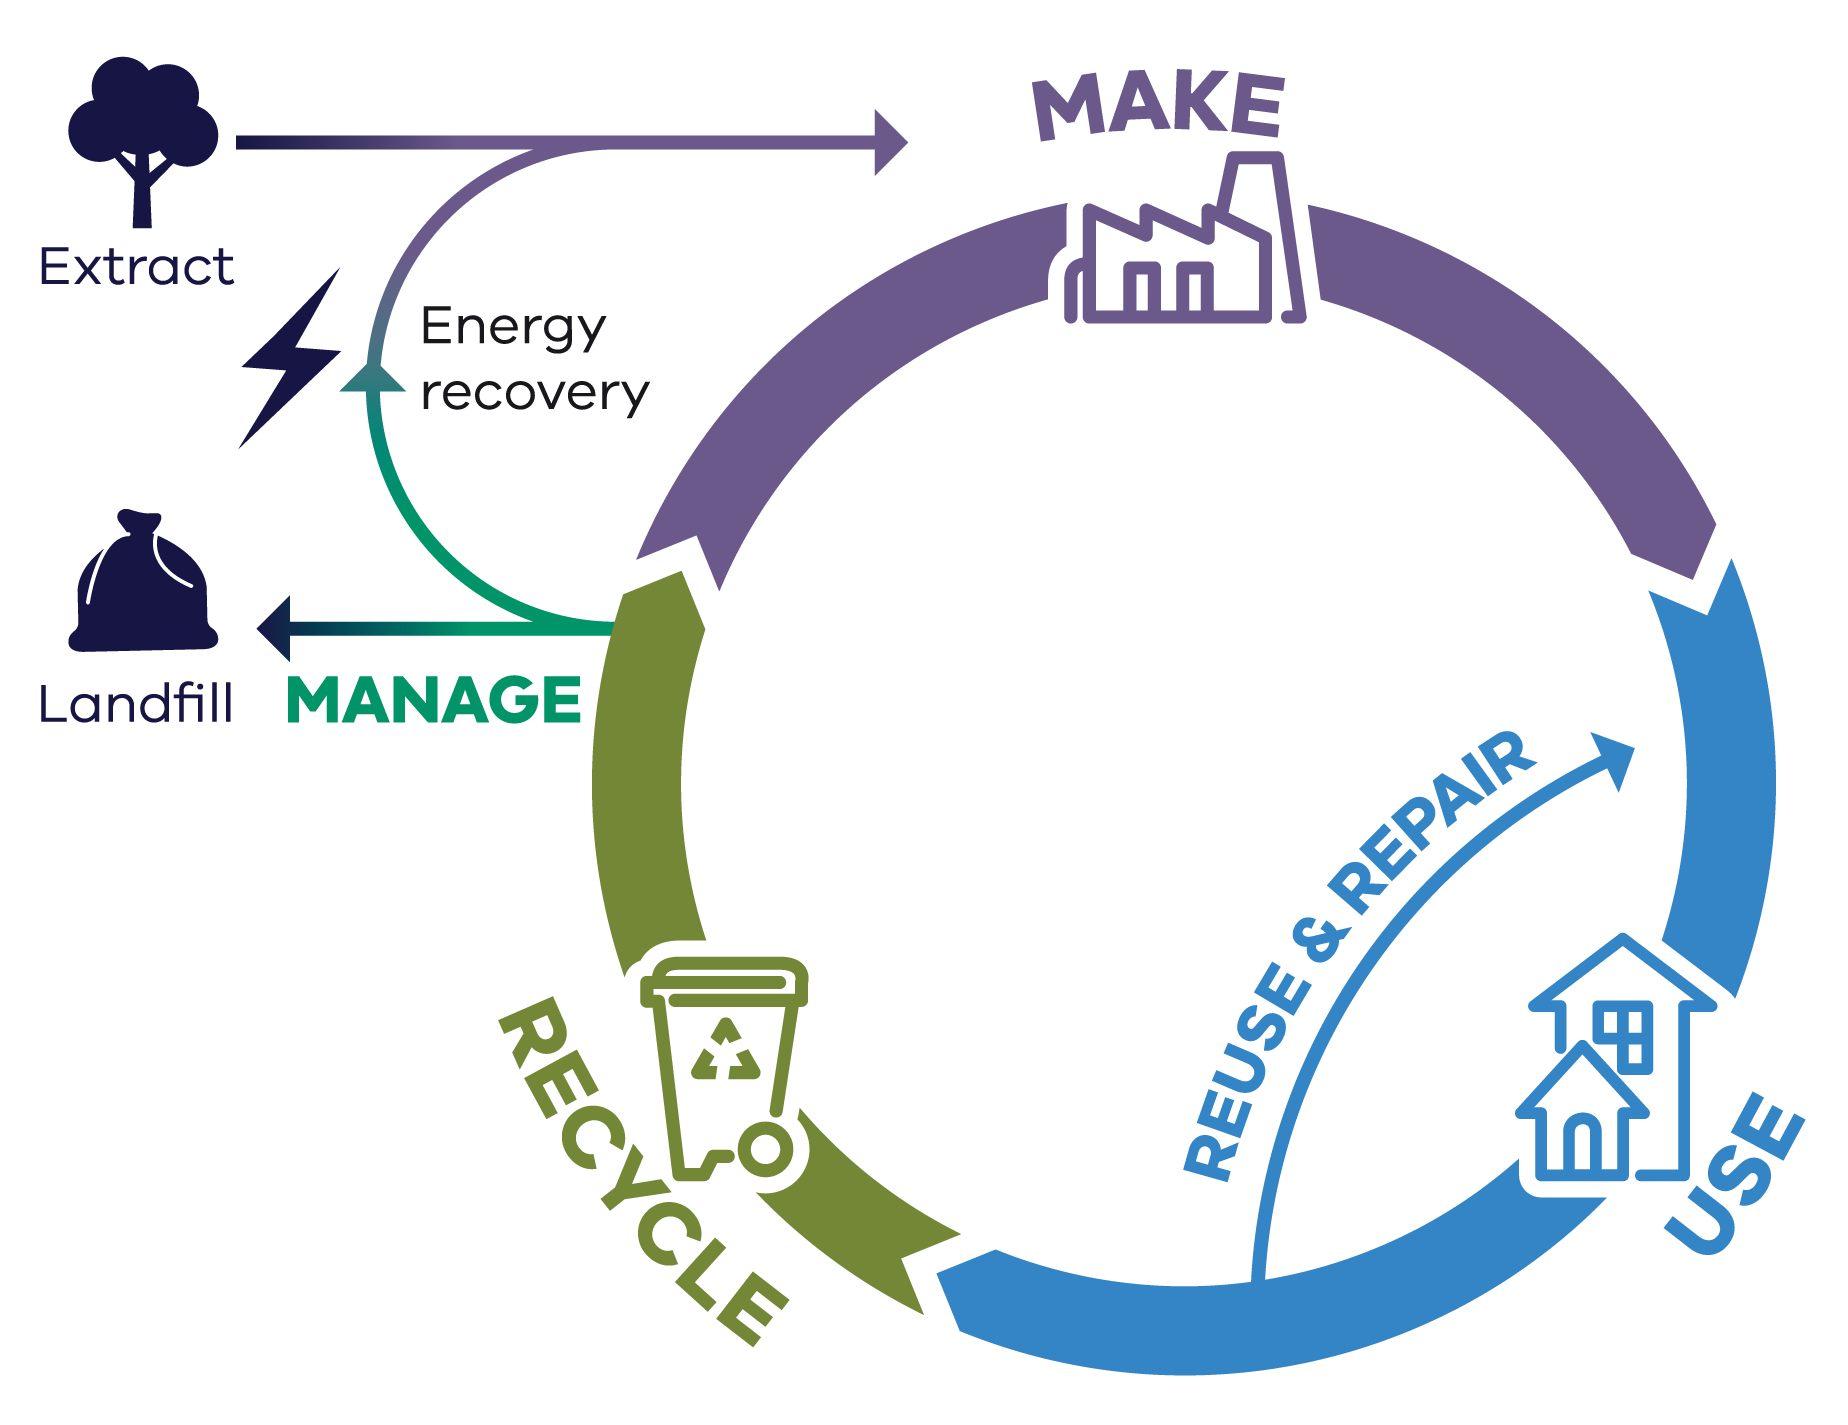 MAKE
Extract
Energy
recovery
Landfill
MANAGE
REUSE & REPAIR
USE
RECYCLE